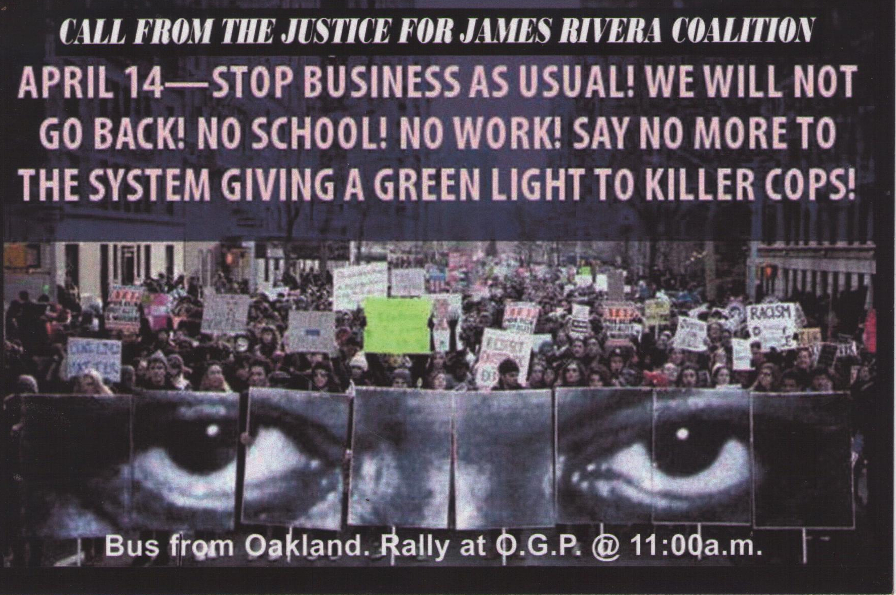 CALL FROM THE JUSTICE FOR JAMES RIVERA COALITION
APRIL 14—STOP BUSINESS AS USUAL! WE WILL NOT
GO BACK! NO SCHOOL! NO WORK! SAY NO MORE TO
THE SYSTEM GIVING A GREEN LIGHT TO KILLER COPS!
RACISM
Bus from Oakland. Rally at O.G.P. @ 11:00a.m.